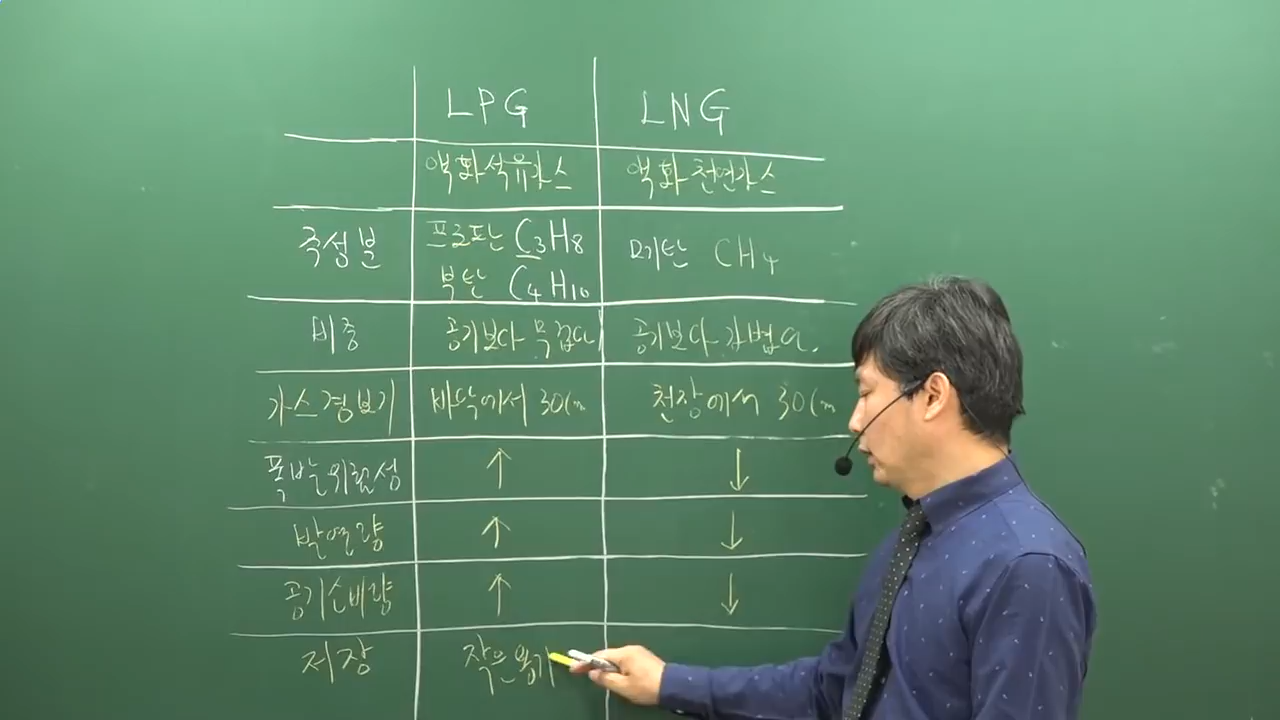 LPG LNG
액화석유가스 액화천연가스
주성분 프로판 C3H8 메탄 CH4
부탄 C4H10
비중 공기보다 무겁다 공기보다 가볍다.
가스경보기 바닥에서 30cm 천장에서 30cm
폭발위험성 ↑ ↓
발열량 ↑ ↓
공기소비량 ↑ ↓
저장 작은용기